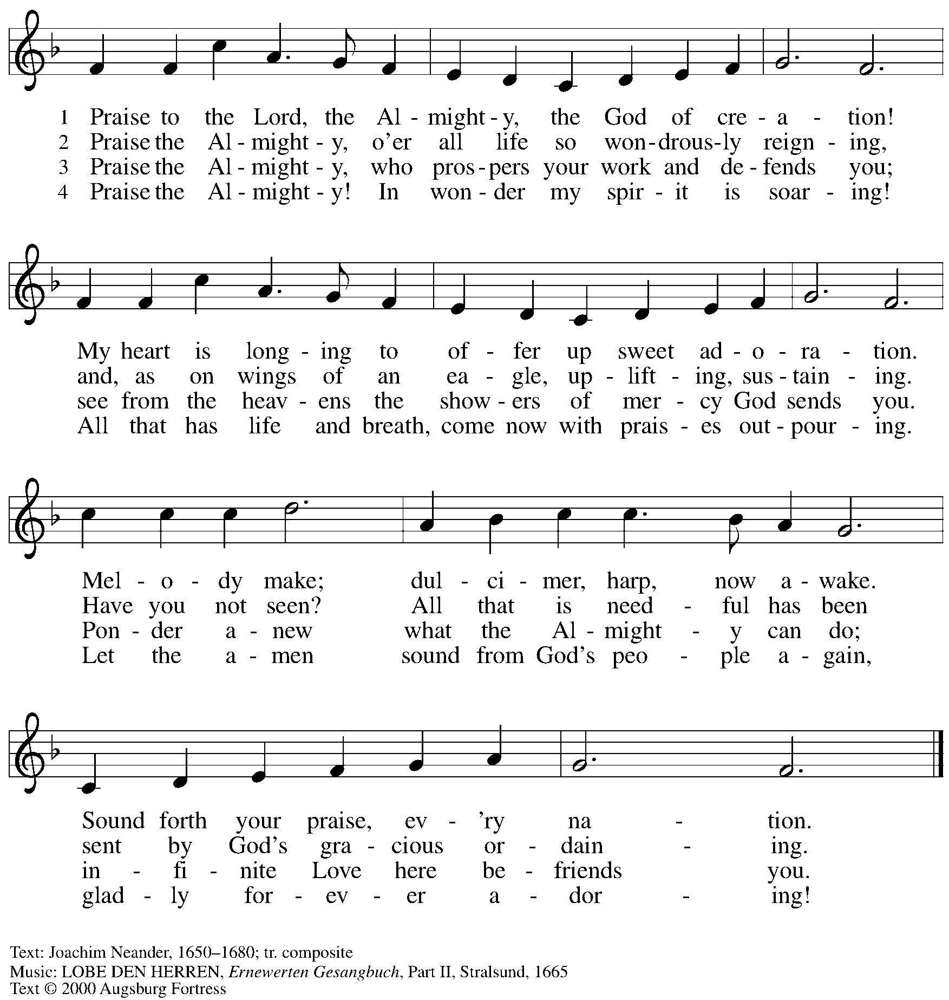 1 Praise to the Lord, the Al - might - y, the God of cre - a - tion!
2 Praise the Al - might - y, o'er all life so won - drous - ly reign - ing,
3 Praise the Al - might - y, who pros - pers your work and de - fends you;
4 Praise the Al - might - y! In won - der my spir - it is soar - ing!
My heart is long - ing to of - fer up sweet ad - o - ra - tion.
and, as on wings of an ea - gle, up - lift - ing, sus - tain - ing.
see from the heav - ens the show - ers of mer - cy God sends you.
All that has life and breath, come now with prais - es out - pour - ing.
Mel - o - dy make; dul - ci - mer, harp, now a - wake.
Have you not seen? All that is need - ful has been
Pon - der a - new what the Al - might - y can do;
Let the a - men sound from God's peo - ple a - gain,
Sound forth your praise, ev - 'ry na - tion.
sent by God's gra - cious or - dain - ing.
in - fi - nite Love here be - friends you.
glad - ly for - ev - er a - dor - ing!
Text: Joachim Neander, 1650–1680; tr. composite
Music: LOBE DEN HERREN, Ernewerten Gesangbuch, Part II, Stralsund, 1665
Text © 2000 Augsburg Fortress